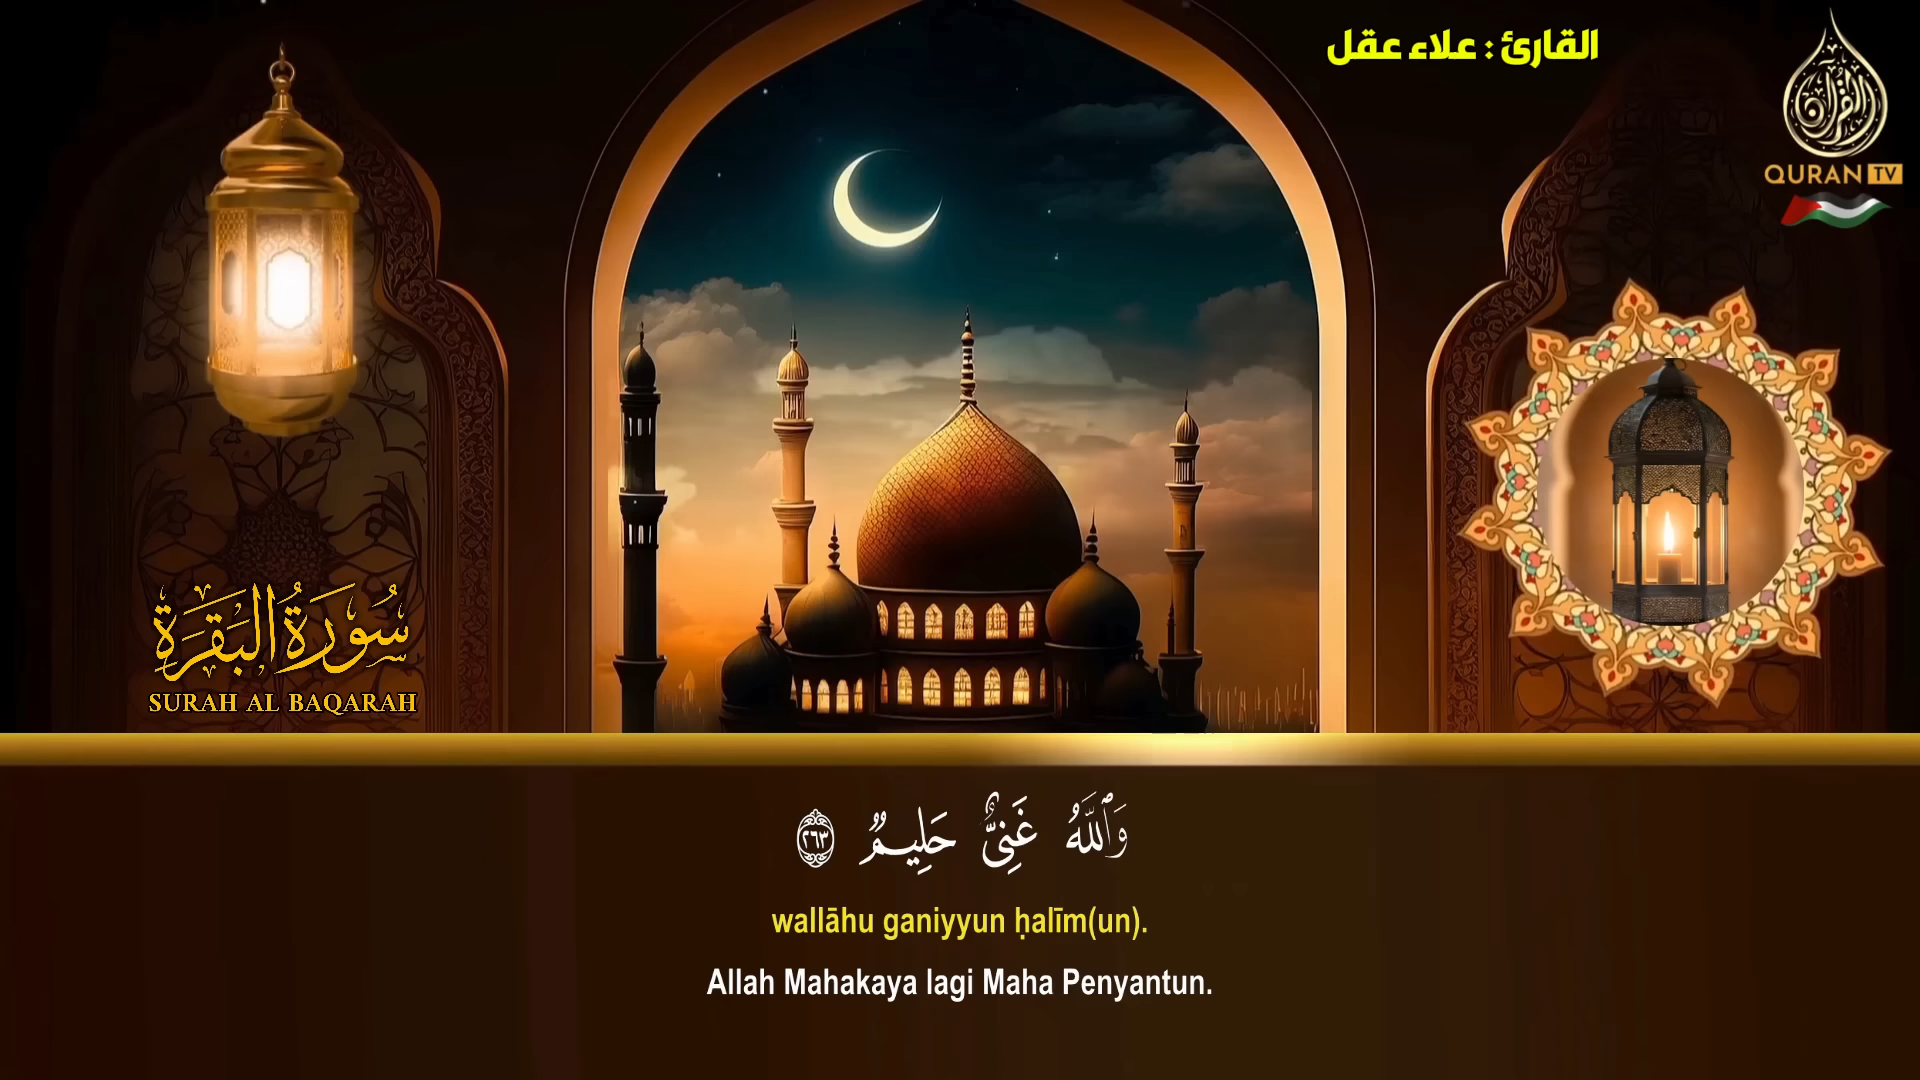 القارئ : علاء عقل
القرآن
QURAN TV
سُورَةُ البَقَرَةِ
SURAH AL BAQARAH
وَٱللَّهُ غَنِىٌّ حَلِيمٌ ٢٦٣
wallāhu ganiyyun ḥalīm(un).
Allah Mahakaya lagi Maha Penyantun.